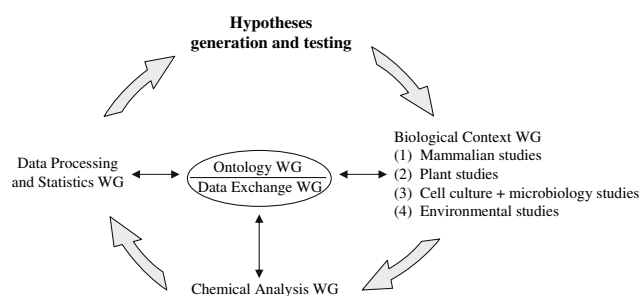 Hypotheses
generation and testing
Biological Context WG
(1) Mammalian studies
(2) Plant studies
(3) Cell culture + microbiology studies
(4) Environmental studies
Data Processing
and Statistics WG
Ontology WG
Data Exchange WG
Chemical Analysis WG